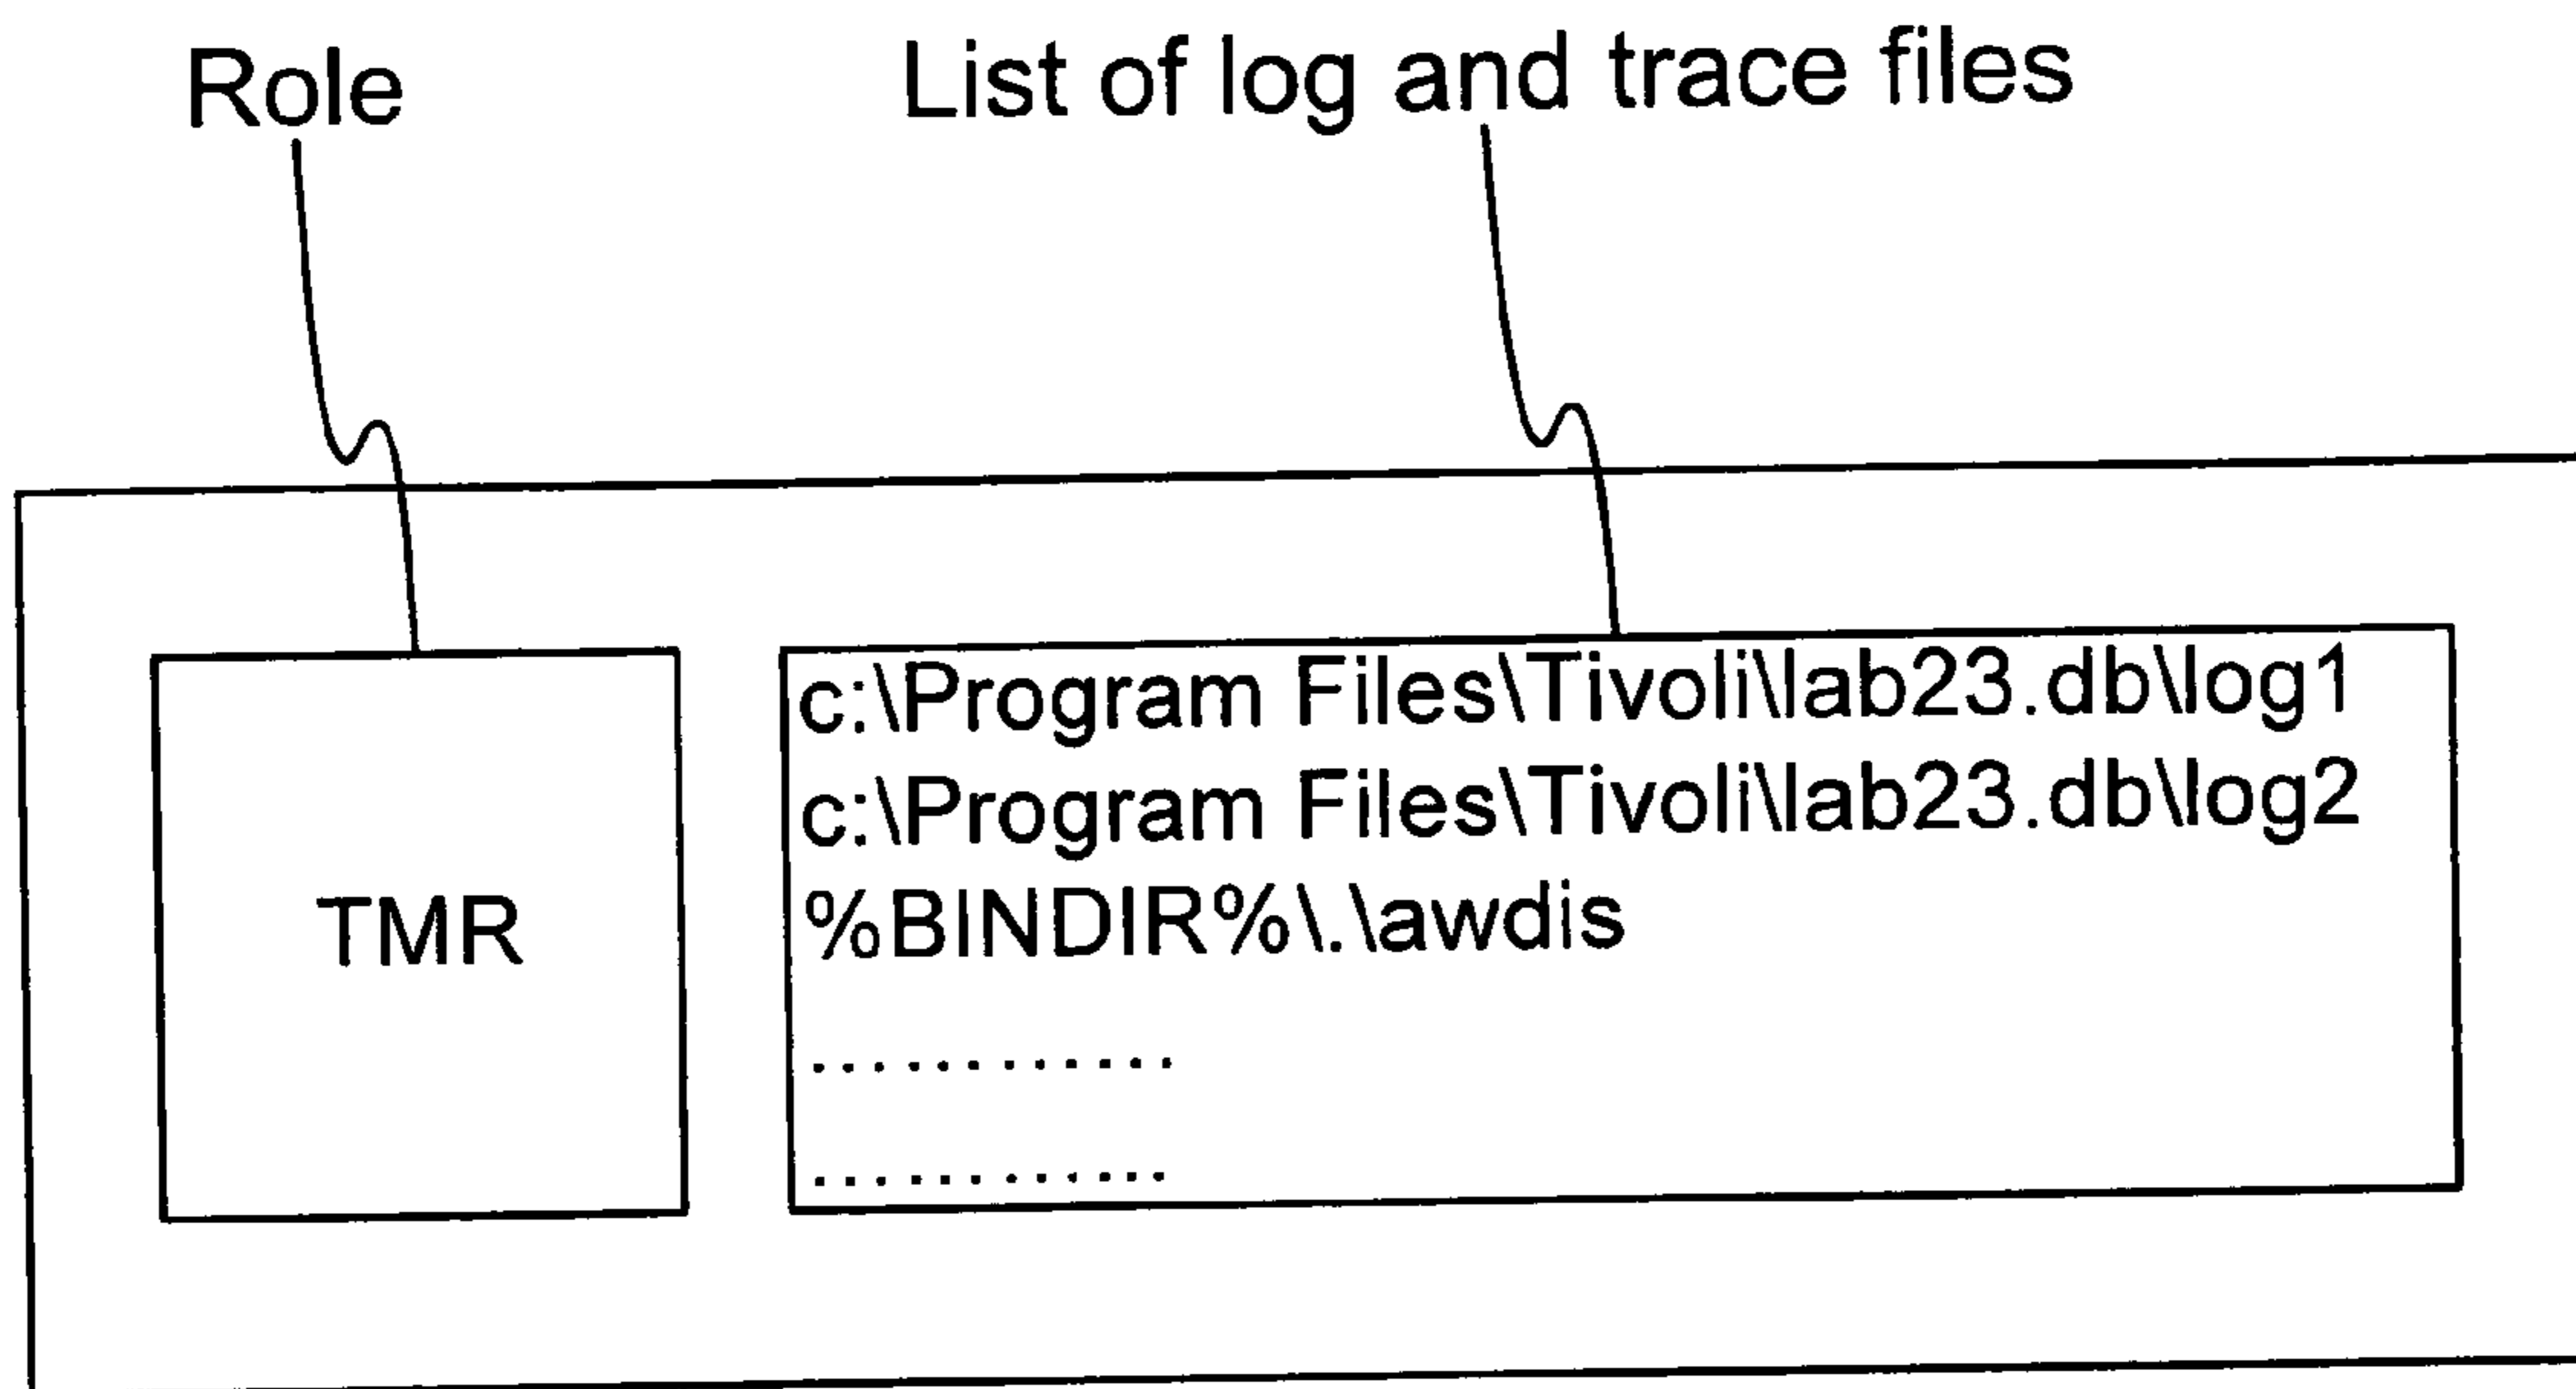 Role
List of log and trace files
TMR
c:\Program Files\Tivoli\lab23.db\log1
c:\Program Files\Tivoli\lab23.db\log2
%BINDIR%\.\awdis
............
............